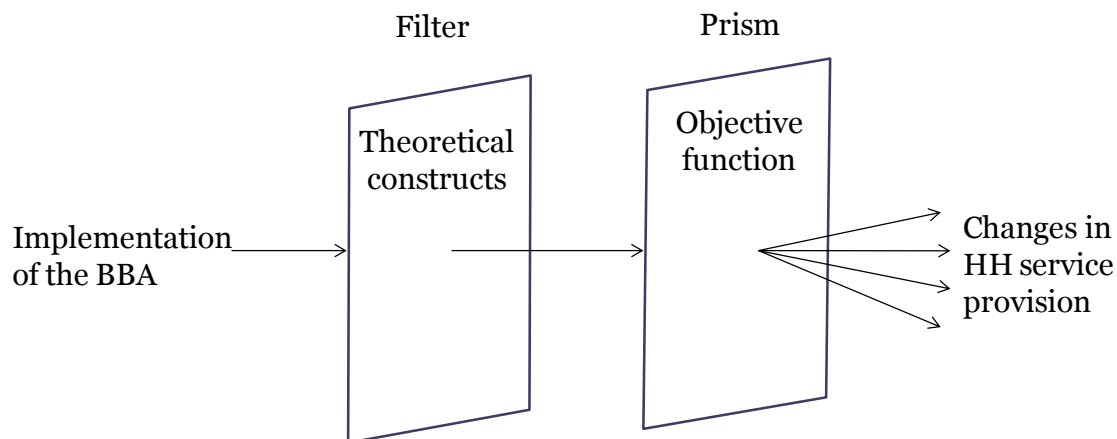 Filter
Prism
Theoretical
constructs
Objective
function
Implementation
of the BBA
Changes in
HH service
provision